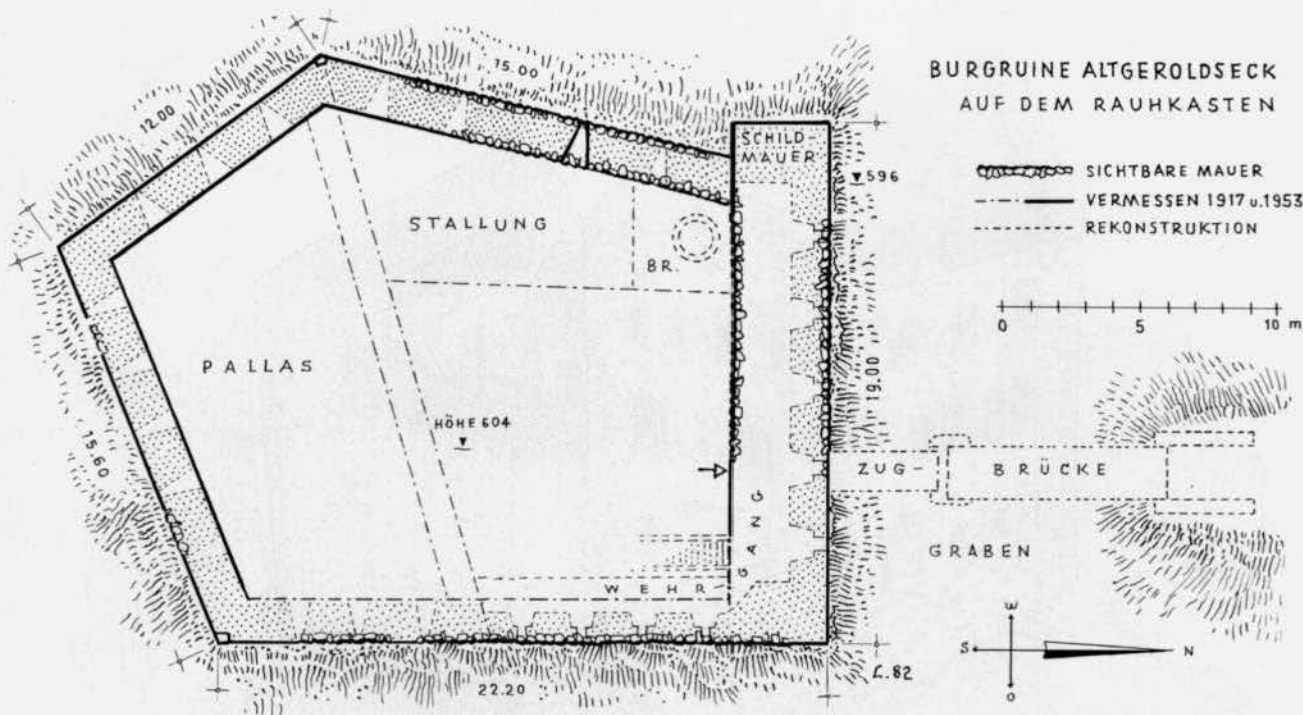 BURGRUINE ALTGEROLDSECK
AUF DEM RAUHKASTEN
SICHTBARE MAUER
VERMESSEN 1917 u. 1953
REKONSTRUKTION
0 5 10 m
15.00
12.00
SCHILD-
MAUER
596
STALLUNG
BR.
PALLAS
HÖHE 604
19.00
15.60
ZUG-
BRÜCKE
GANG
GRABEN
WEHR-
W
S
N
O
22.20
L.82